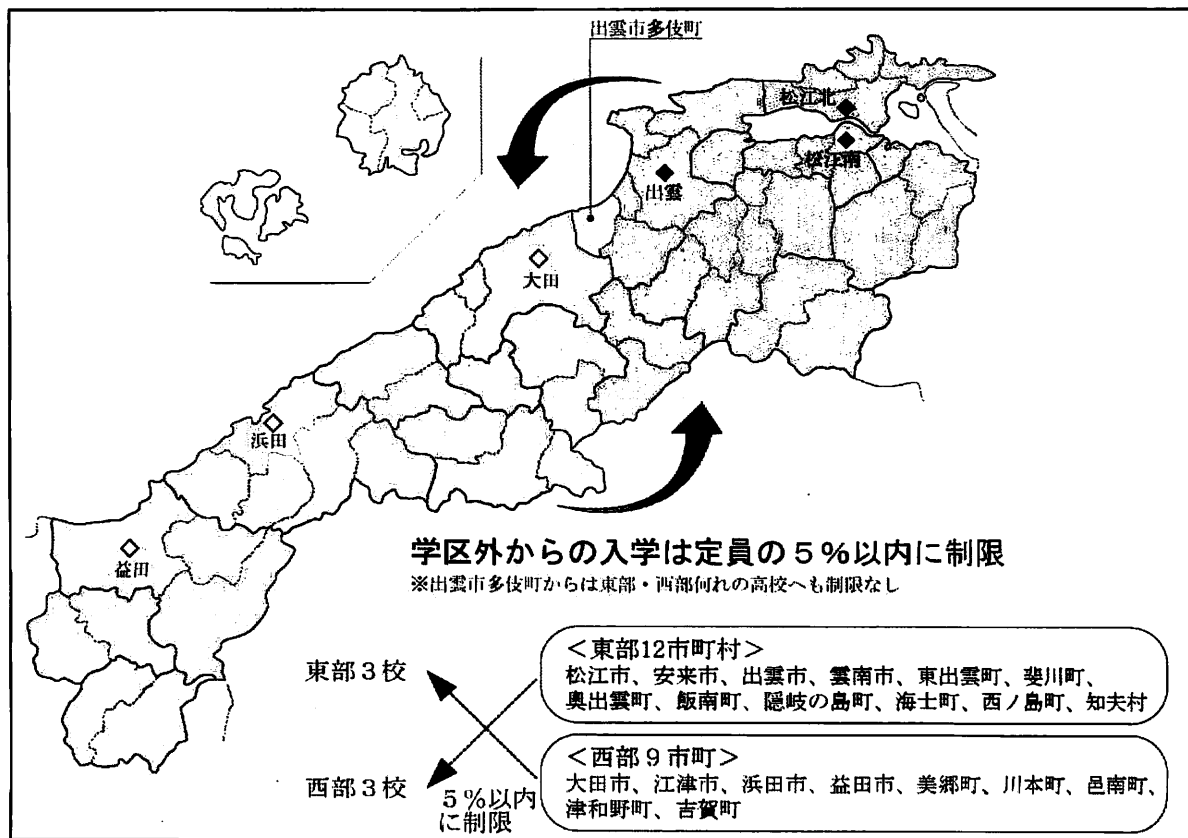 出雲市多伎町
松江北
松江南
出雲
大田
浜田
益田
学区外からの入学は定員の5%以内に制限
※出雲市多伎町からは東部・西部何れの高校へも制限なし
東部3校
西部3校
5%以内
に制限
<東部12市町村>
松江市、安来市、出雲市、雲南市、東出雲町、斐川町、
奥出雲町、飯南町、隠岐の島町、海士町、西ノ島町、知夫村
<西部9市町>
大田市、江津市、浜田市、益田市、美郷町、川本町、邑南町、
津和野町、吉賀町